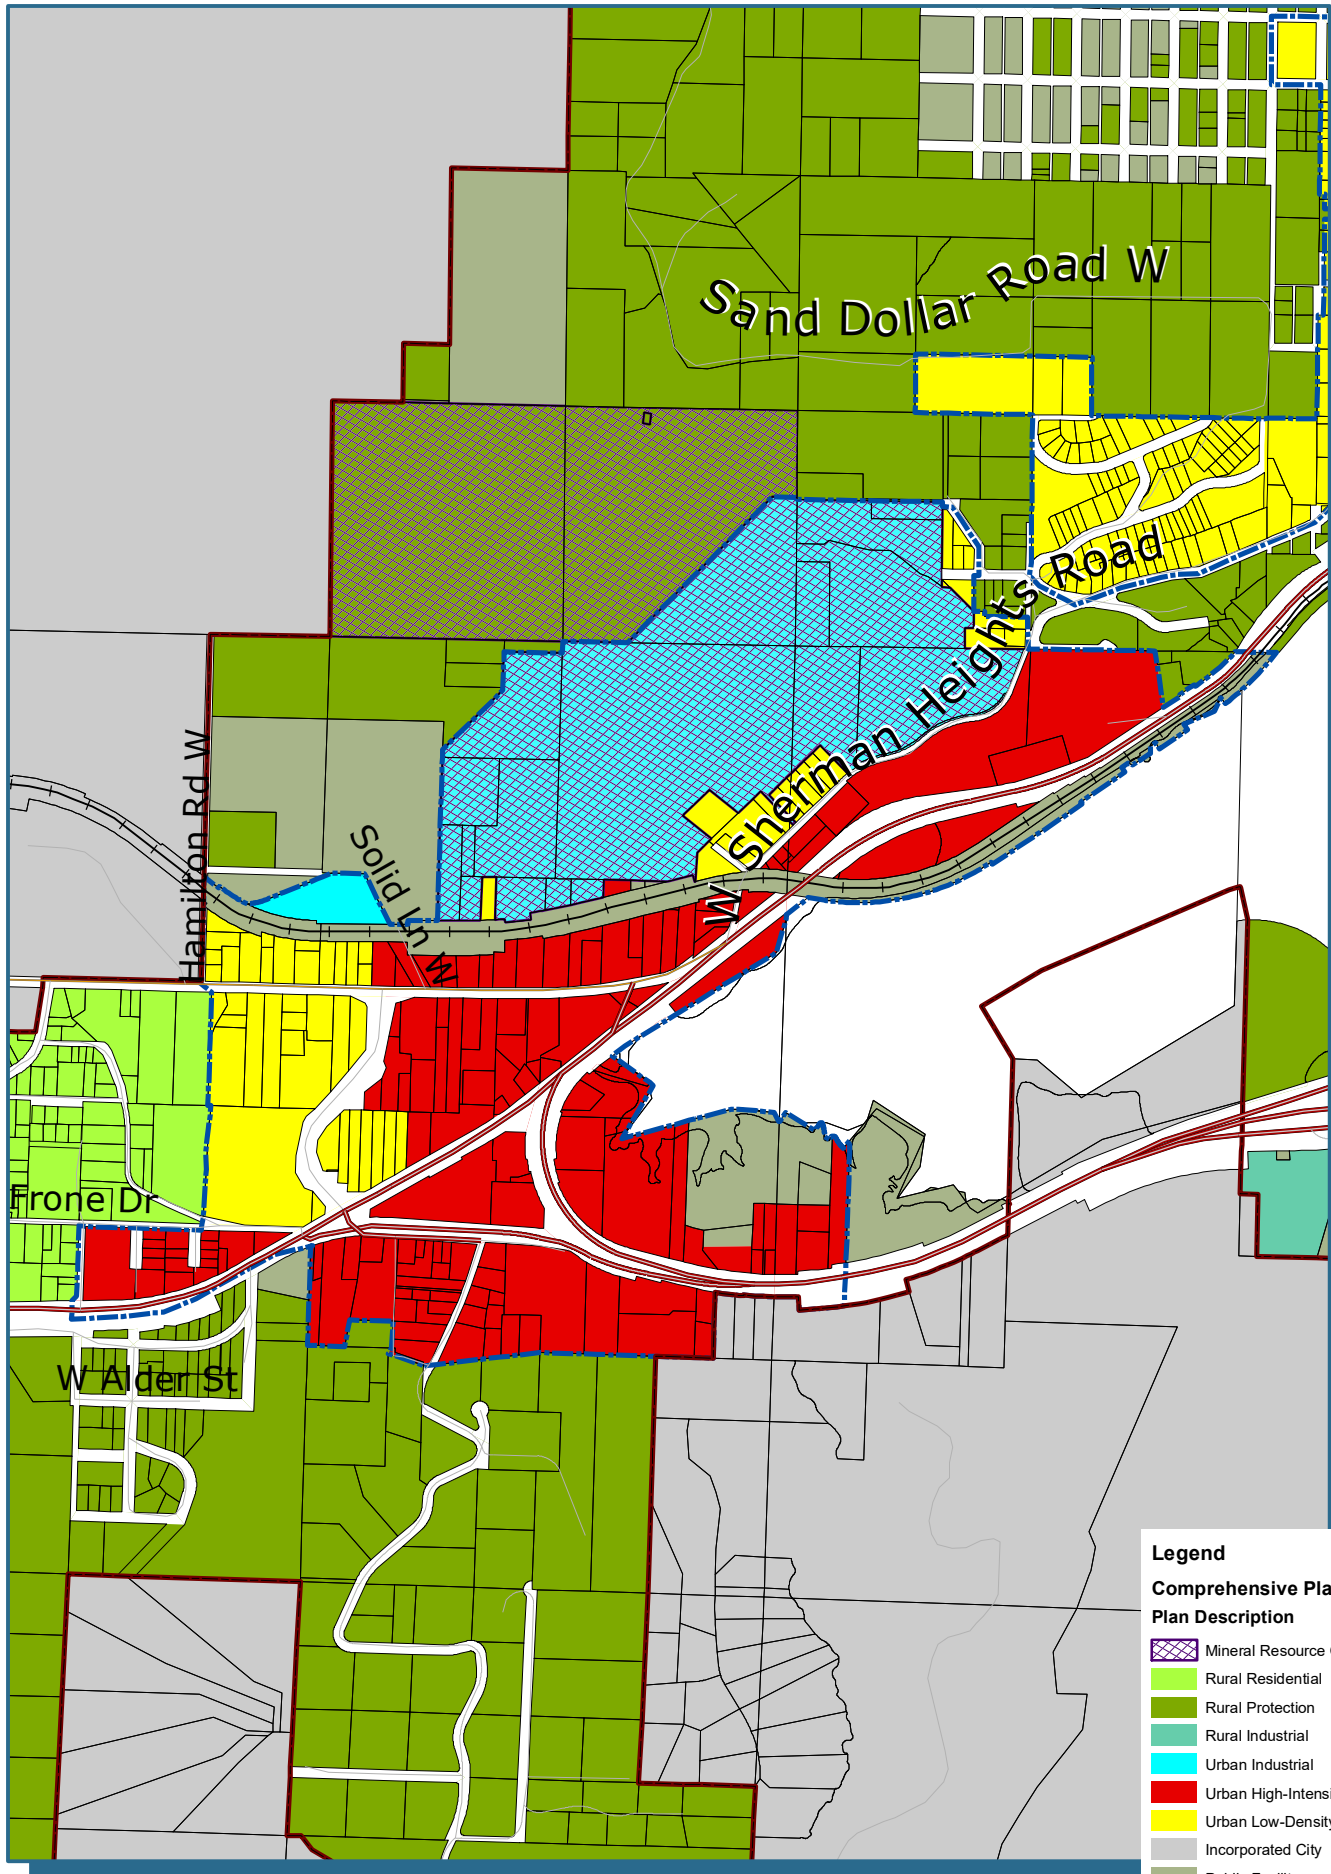 Sand Dollar Road W
W Sherman Heights Road
Hamilton Rd W
Solid Ln W
Frone Dr
W Alder St
Legend
Comprehensive Pla
Plan Description
Mineral Resource
Rural Residential
Rural Protection
Rural Industrial
Urban Industrial
Urban High-Intensi
Urban Low-Density
Incorporated City